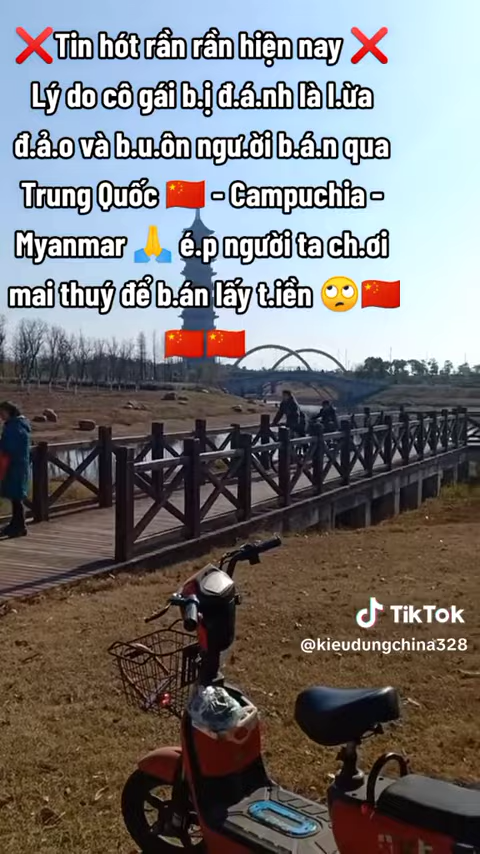 ❌Tin hót rần rần hiện nay ❌
Lý do cô gái b.ị đ.á.nh là l.ừa
đ.ả.o và b.u.ôn ngư.ời b.á.n qua
Trung Quốc 🇨🇳 - Campuchia -
Myanmar 🙏 é.p người ta ch.ơi
mai thuý để b.án lấy t.iền 🙄🇨🇳
🇨🇳🇨🇳
TikTok
@kieudungchina328